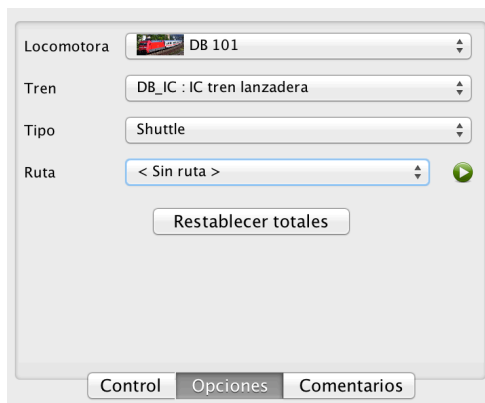 Locomotora DB 101
Tren DB_IC : IC tren lanzadera
Tipo Shuttle
Ruta < Sin ruta >
Restablecer totales
Control Opciones Comentarios